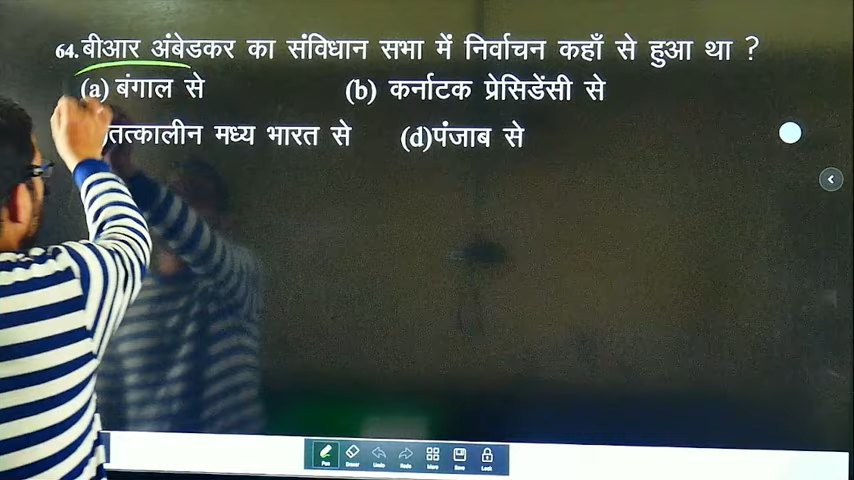 64.बीआर अंबेडकर का संविधान सभा में निर्वाचन कहाँ से हुआ था ?
(a) बंगाल से (b) कर्नाटक प्रेसिडेंसी से
)तत्कालीन मध्य भारत से (d)पंजाब से
Pen Eraser Undo Redo More Save Lock